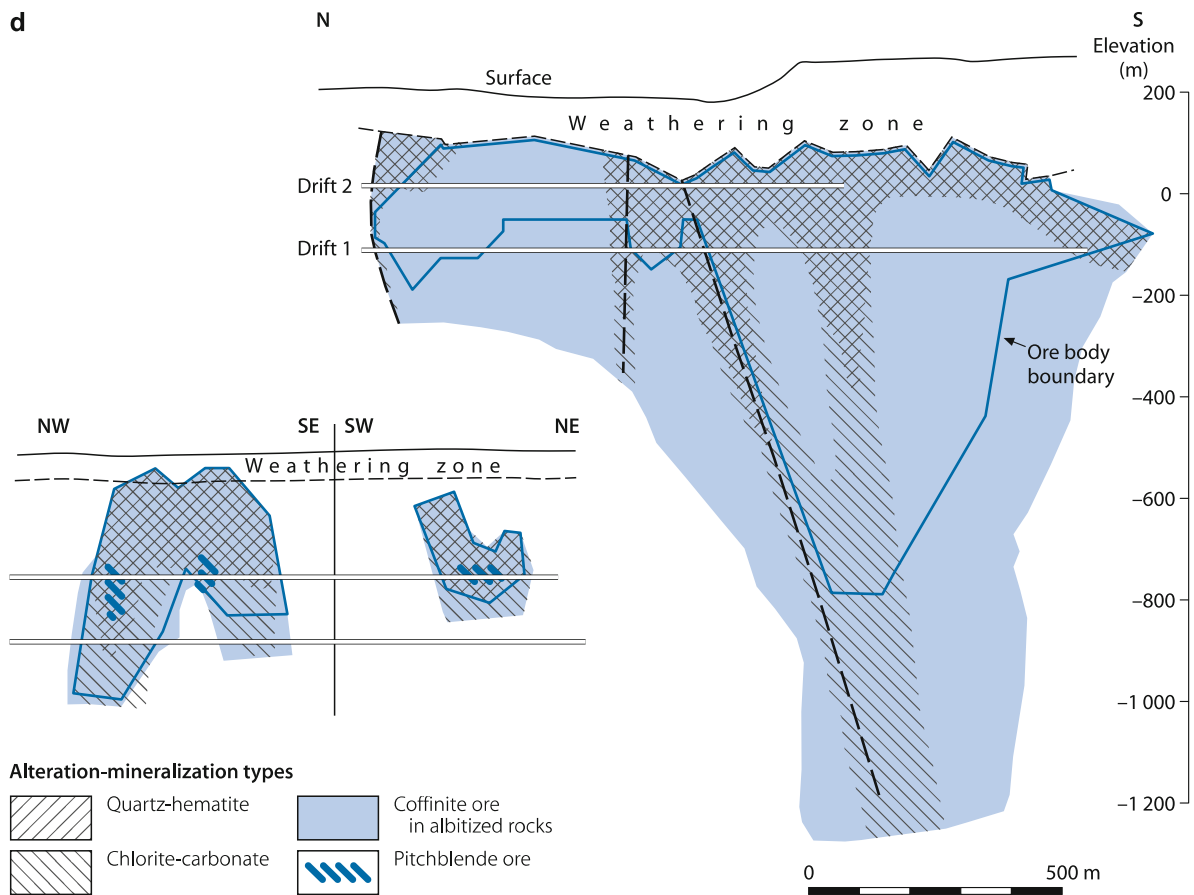 d
N
S
Elevation
(m)
Surface
200
Weathering zone
Drift 2
0
Drift 1
–200
Ore body
boundary
–400
NW
SE
SW
NE
Weathering zone
–600
–800
–1 000
Alteration-mineralization types
Quartz-hematite
Coffinite ore
in albitized rocks
–1 200
Chlorite-carbonate
Pitchblende ore
0
500 m